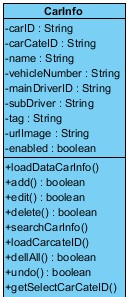 CarInfo
-carID : String
-carCateID : String
-name : String
-vehicleNumber : String
-mainDriverID : String
-subDriver : String
-tag : String
-urlImage : String
-enabled : boolean
+loadDataCarInfo()
+add() : boolean
+edit() : boolean
+delete() : boolean
+searchCarInfo()
+loadCarcateID()
+dellAll() : boolean
+undo() : boolean
+getSelectCarCateID()